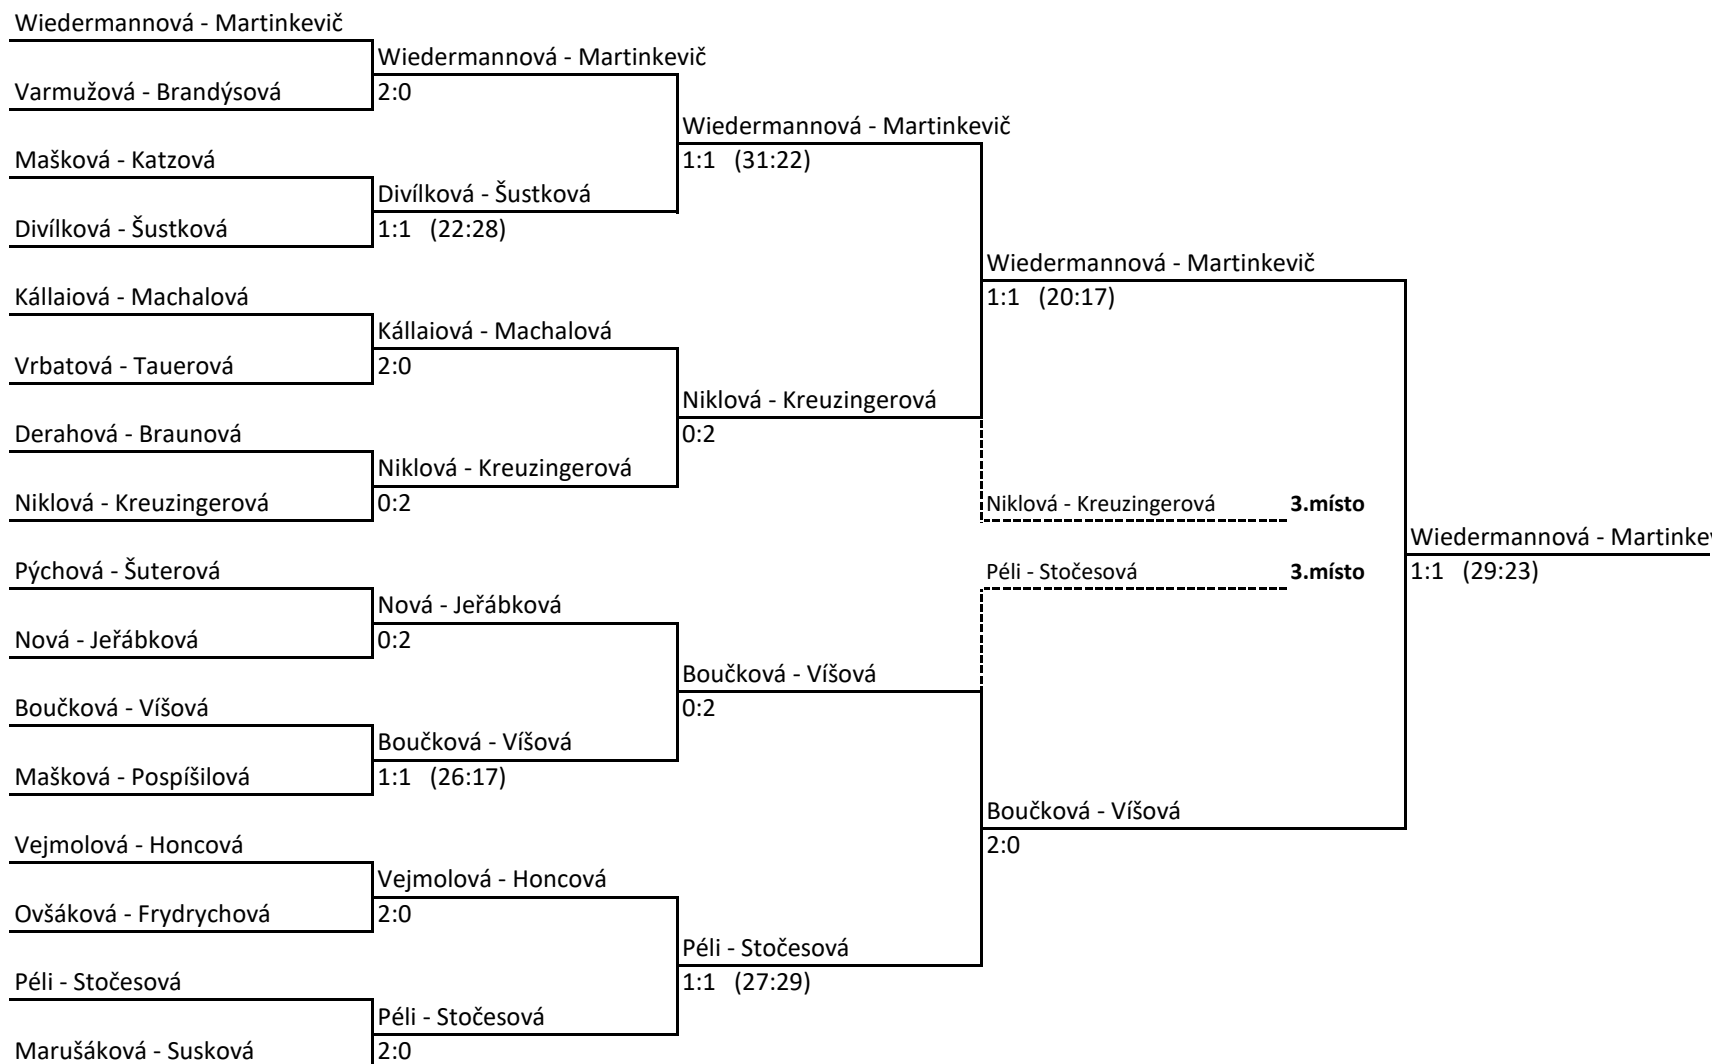 Wiedermannová - Martinkevič
Wiedermannová - Martinkevič
Varmužová - Brandýsová
2:0
Wiedermannová - Martinkevič
Mašková - Katzová
1:1 (31:22)
Divílková - Šustková
Divílková - Šustková
1:1 (22:28)
Wiedermannová - Martinkevič
Kállaiová - Machalová
1:1 (20:17)
Kállaiová - Machalová
Vrbatová - Tauerová
2:0
Niklová - Kreuzingerová
Derahová - Braunová
0:2
Niklová - Kreuzingerová
Niklová - Kreuzingerová
0:2
Niklová - Kreuzingerová 3.místo
Wiedermannová - Martinkev
Pýchová - Šuterová
Péli - Stočesová 3.místo
1:1 (29:23)
Nová - Jeřábková
Nová - Jeřábková
0:2
Boučková - Víšová
Boučková - Víšová
0:2
Boučková - Víšová
Mašková - Pospíšilová
1:1 (26:17)
Boučková - Víšová
Vejmolová - Honcová
2:0
Vejmolová - Honcová
Ovšáková - Frydrychová
2:0
Péli - Stočesová
Péli - Stočesová
1:1 (27:29)
Péli - Stočesová
Marušáková - Susková
2:0